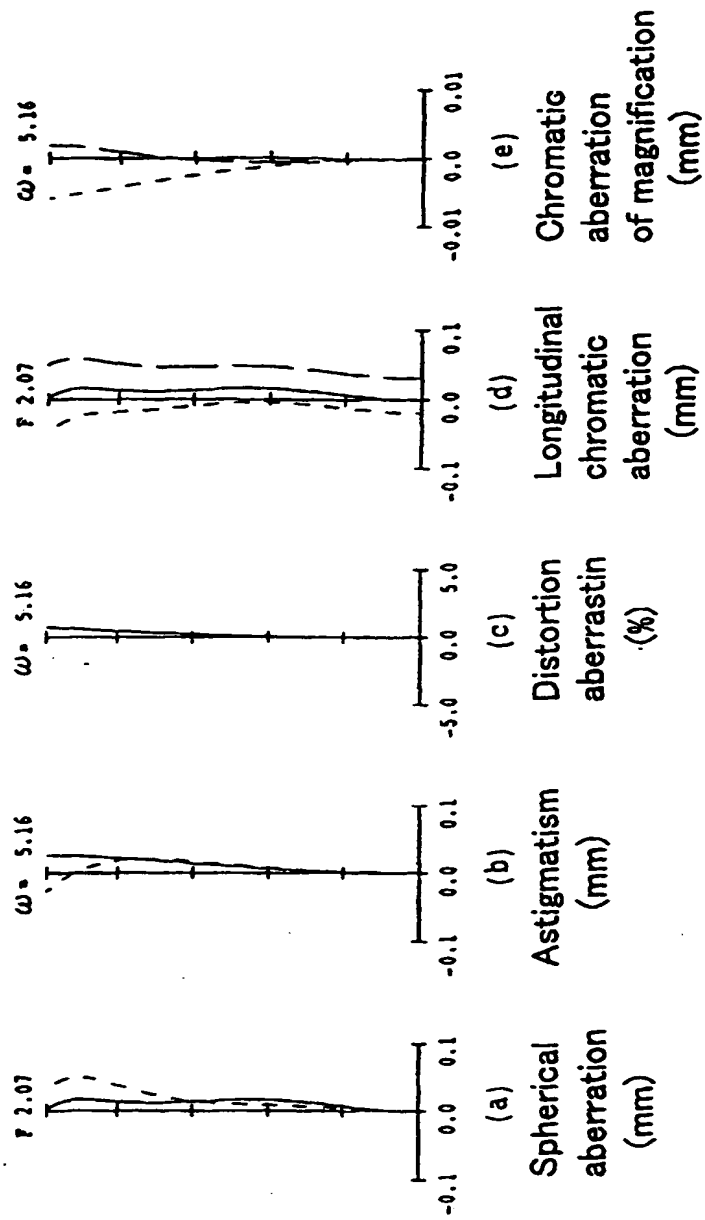 F 2.07
-0.1 0.0 0.1
(a)
Spherical
aberration
(mm)
ω= 5.16
-0.1 0.0 0.1
(b)
Astigmatism
(mm)
ω= 5.16
-5.0 0.0 5.0
(c)
Distortion
aberrastin
(%)
F 2.07
-0.1 0.0 0.1
(d)
Longitudinal
chromatic
aberration
(mm)
ω= 5.16
-0.01 0.0 0.01
(e)
Chromatic
aberration
of magnification
(mm)